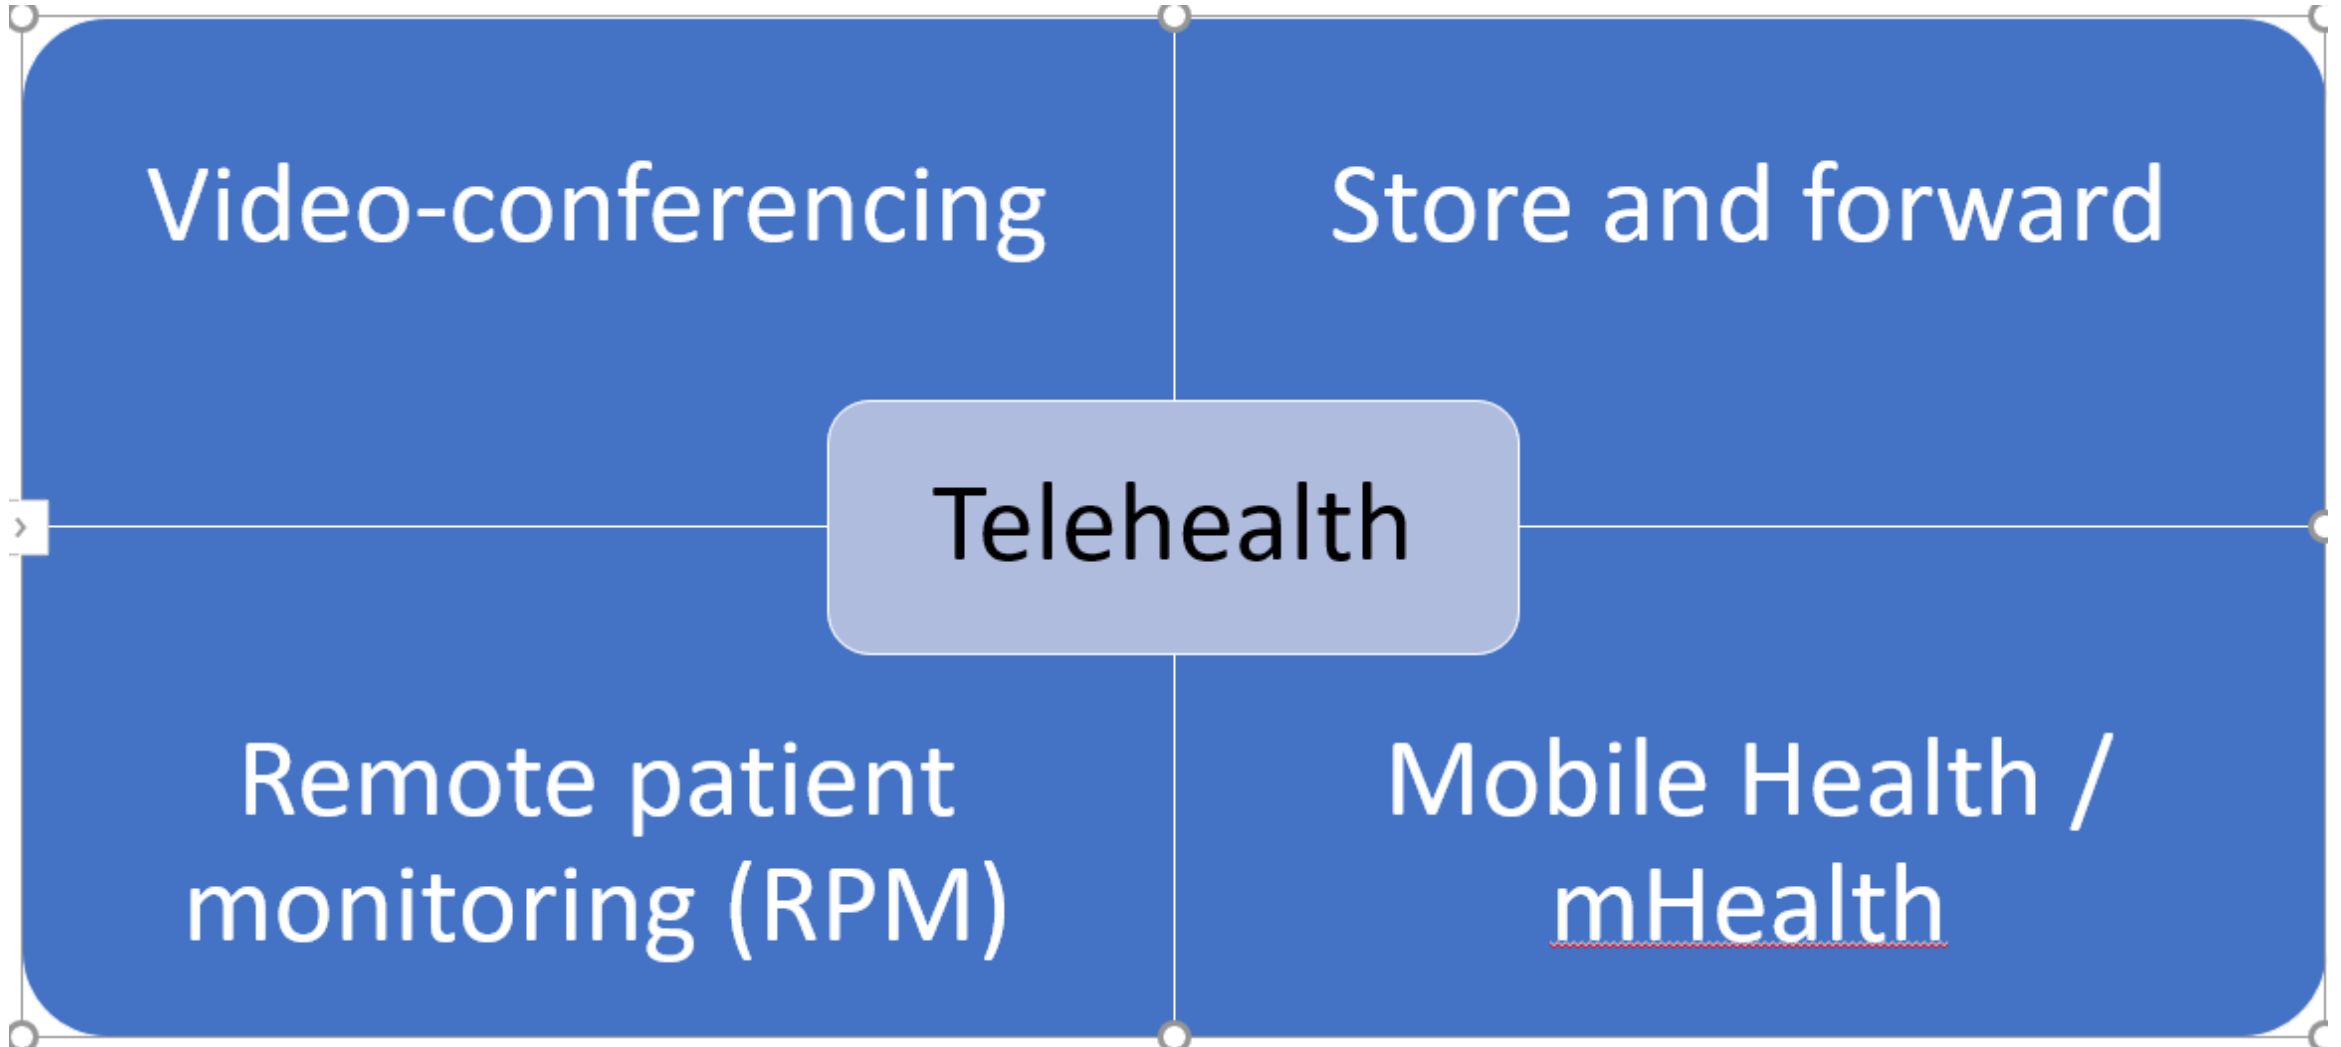 Video-conferencing
Store and forward
Telehealth
Remote patient
monitoring (RPM)
Mobile Health /
mHealth